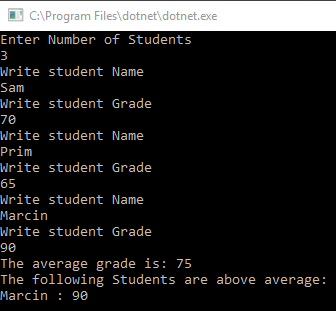 C:\Program Files\dotnet\dotnet.exe
Enter Number of Students
3
Write student Name
Sam
Write student Grade
70
Write student Name
Prim
Write student Grade
65
Write student Name
Marcin
Write student Grade
90
The average grade is: 75
The following Students are above average:
Marcin : 90